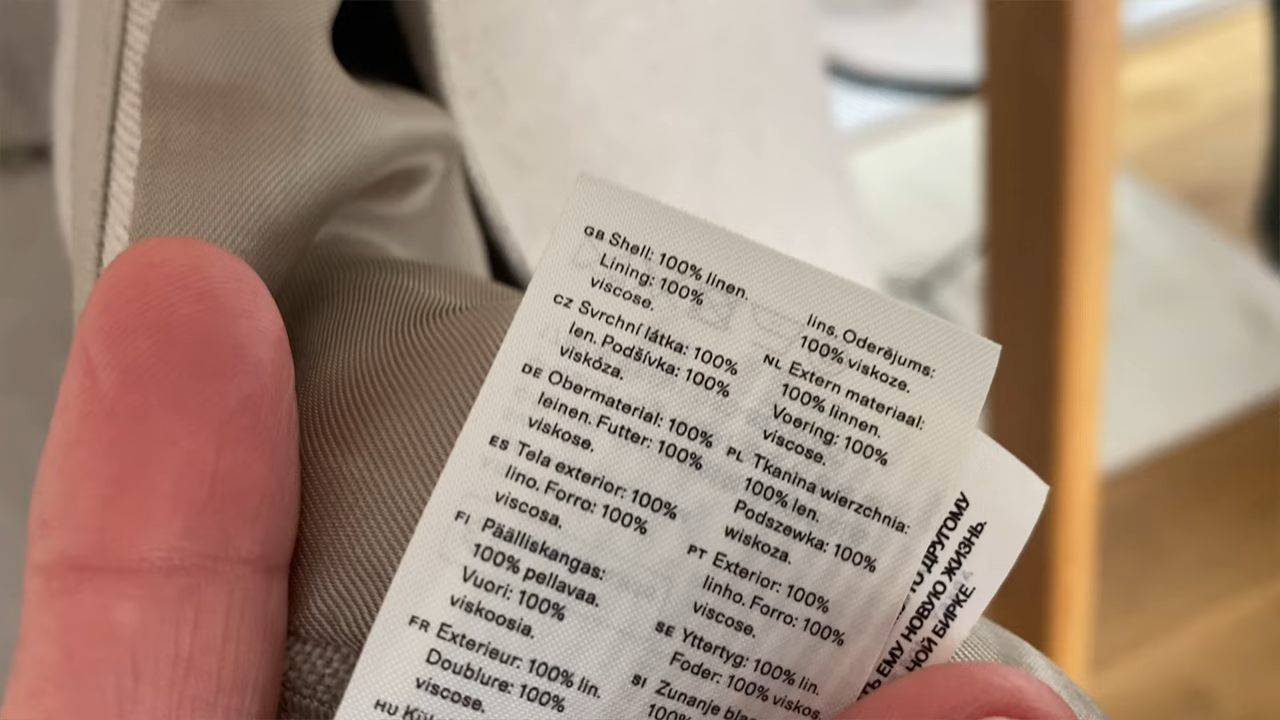 GB Shell: 100% linen.
Lining: 100%
viscose.
CZ Svrchní látka: 100%
len. Podšívka: 100%
viskóza.
DE Obermaterial: 100%
leinen. Futter: 100%
viskose.
ES Tela exterior: 100%
lino. Forro: 100%
viscosa.
FI Päälliskangas:
100% pellavaa.
Vuori: 100%
viskoosia.
FR Exterieur: 100% lin.
Doublure: 100%
viscose.
HU
lins. Oderējums:
100% viskoze.
NL Extern materiaal:
100% linnen.
Voering: 100%
viscose.
PL Tkanina wierzchnia:
100% len.
Podszewka: 100%
wiskoza.
PT Exterior: 100%
linho. Forro: 100%
viscose.
SE Yttertyg: 100% lin.
Foder: 100% viskos.
SI Zunanje
100%
ДРУГОМУ
ЕМУ НОВУЮ ЖИЗНЬ.
БИРКЕ.